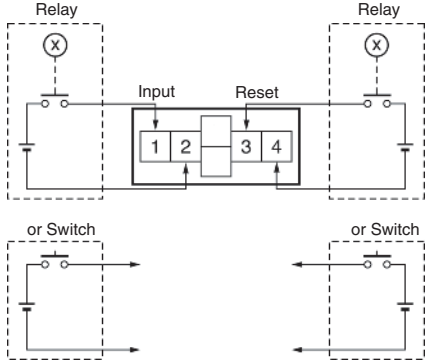 Relay Relay
X X
Input Reset
1 2 3 4
or Switch or Switch